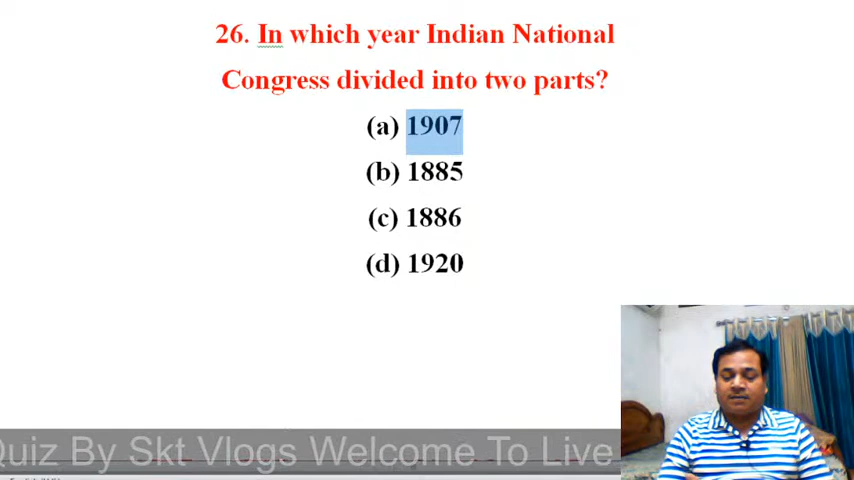 26. In which year Indian National
Congress divided into two parts?
(a) 1907
(b) 1885
(c) 1886
(d) 1920
Quiz By Skt Vlogs Welcome To Live